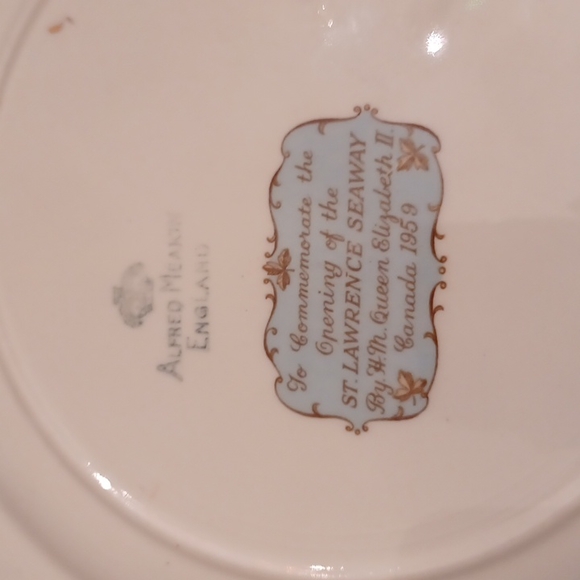 To Commemorate the
Opening of the
ST. LAWRENCE SEAWAY
By H.M. Queen Elizabeth II.
Canada 1959
ALFRED MEAKIN
ENGLAND